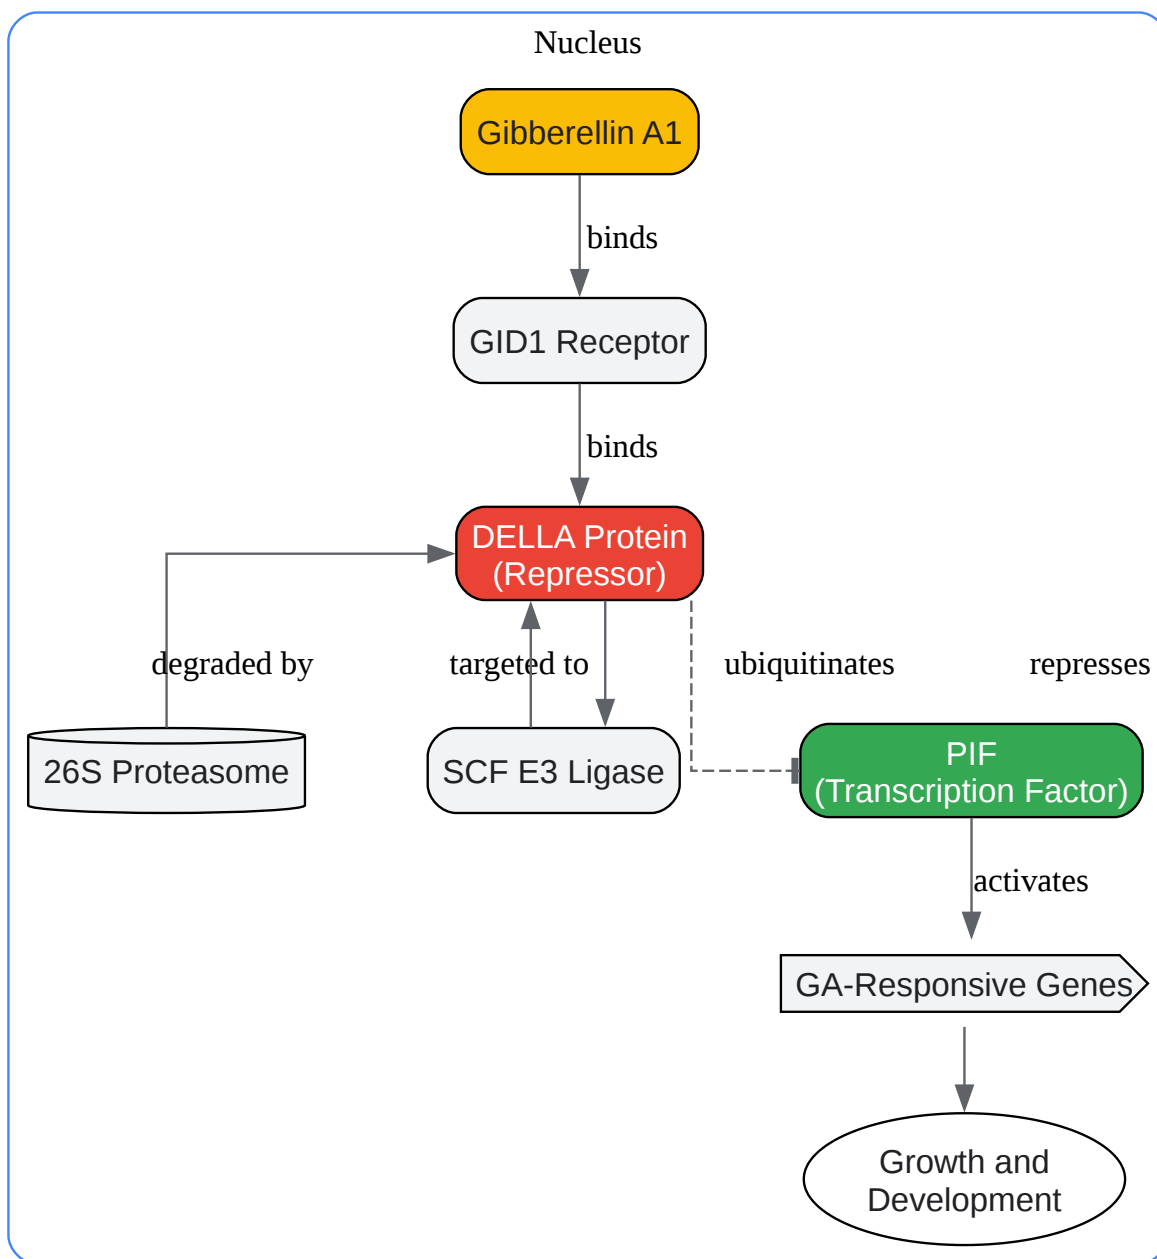 Nucleus
Gibberellin A1
binds
GID1 Receptor
binds
DELLA Protein
(Repressor)
degraded by
targeted to
ubiquitinates
represses
26S Proteasome
SCF E3 Ligase
PIF
(Transcription Factor)
activates
GA-Responsive Genes
Growth and
Development